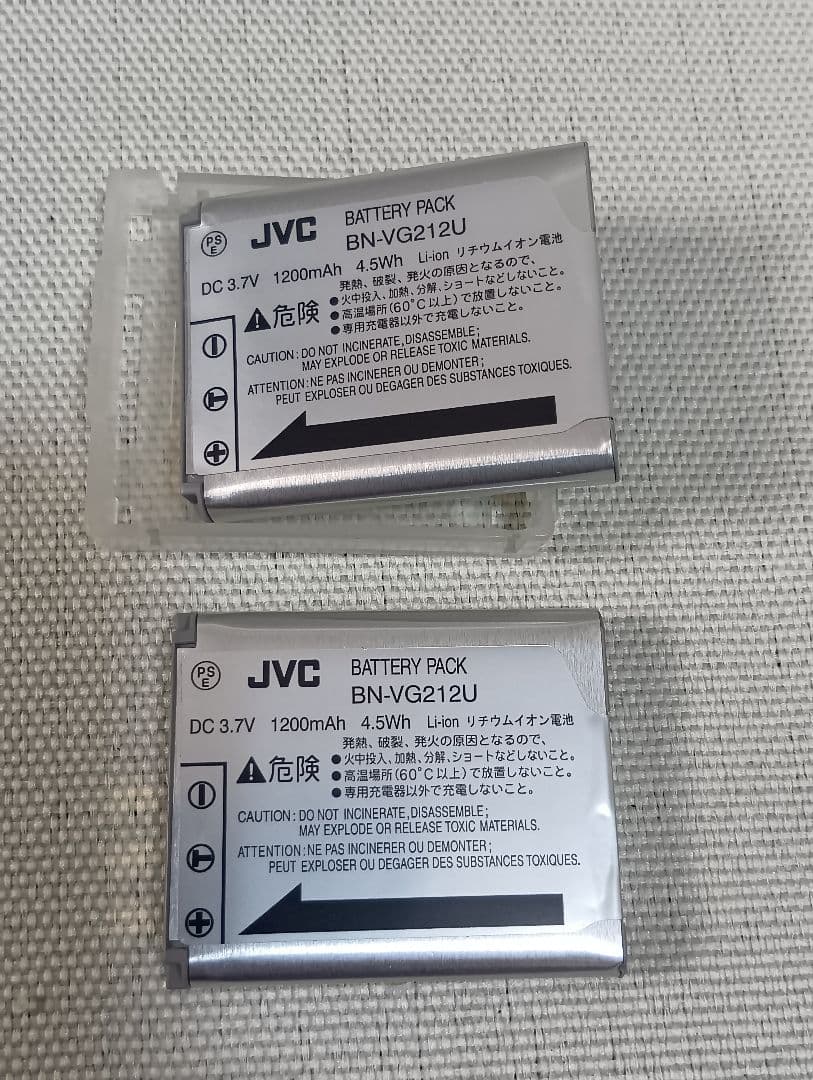 PS
E
JVC
BATTERY PACK
BN-VG212U
DC 3.7V 1200mAh 4.5Wh Li-ion リチウムイオン電池
発熱、破裂、発火の原因となるので、
⚠危険
●火中投入、加熱、分解、ショートなどしないこと。
●高温場所(60°C以上)で放置しないこと。
●専用充電器以外で充電しないこと。
CAUTION: DO NOT INCINERATE,DISASSEMBLE;
MAY EXPLODE OR RELEASE TOXIC MATERIALS.
ATTENTION:NE PAS INCINERER OU DEMONTER;
PEUT EXPLOSER OU DEGAGER DES SUBSTANCES TOXIQUES.
T
+
PS
E
JVC
BATTERY PACK
BN-VG212U
DC 3.7V 1200mAh 4.5Wh Li-ion リチウムイオン電池
発熱、破裂、発火の原因となるので、
⚠危険
●火中投入、加熱、分解、ショートなどしないこと。
●高温場所(60°C以上)で放置しないこと。
●専用充電器以外で充電しないこと。
CAUTION: DO NOT INCINERATE,DISASSEMBLE;
MAY EXPLODE OR RELEASE TOXIC MATERIALS.
ATTENTION:NE PAS INCINERER OU DEMONTER;
PEUT EXPLOSER OU DEGAGER DES SUBSTANCES TOXIQUES.
T
+